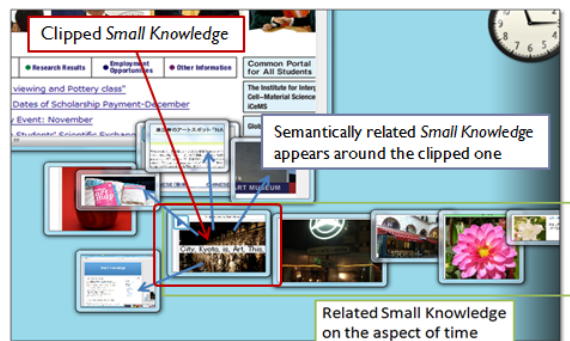 Clipped Small Knowledge
Research Results
Employment
Opportunities
Other Information
Common Portal
for All Students
viewing and Pottery class"
The Institute for
Cell-Material Science
iCeMS
Dates of Scholarship Payment-December
Event: November
Students' Scientific
Semantically related Small Knowledge
appears around the clipped one
ART MUSEUM
City, Kyoto, is, Art, This,
Related Small Knowledge
on the aspect of time